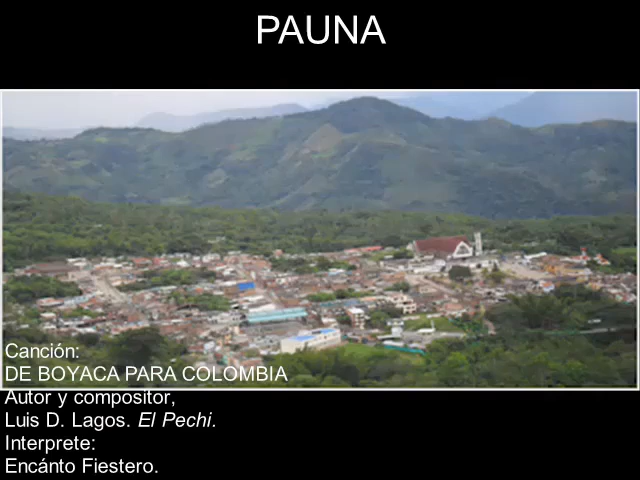 PAUNA
Canción:
DE BOYACA PARA COLOMBIA
Autor y compositor,
Luis D. Lagos. El Pechi.
Interprete:
Encánto Fiestero.